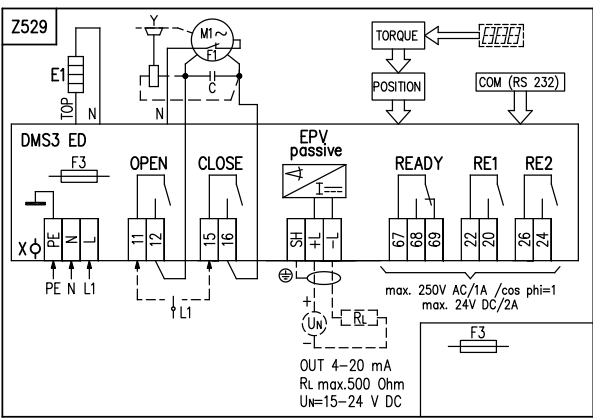 Z529
Y
M1~
F1
C
E1
TOP
N
N
TORQUE
POSITION
COM (RS 232)
DMS3 ED
F3
OPEN
CLOSE
EPV
passive
I
READY
RE1
RE2
X
PE
N
L
11
12
15
16
SH
+L
-L
67
68
69
22
20
26
24
PE N L1
L1
+
UN
-
RL
max. 250V AC/1A /cos phi=1
max. 24V DC/2A
OUT 4-20 mA
RL max.500 Ohm
UN=15-24 V DC
F3